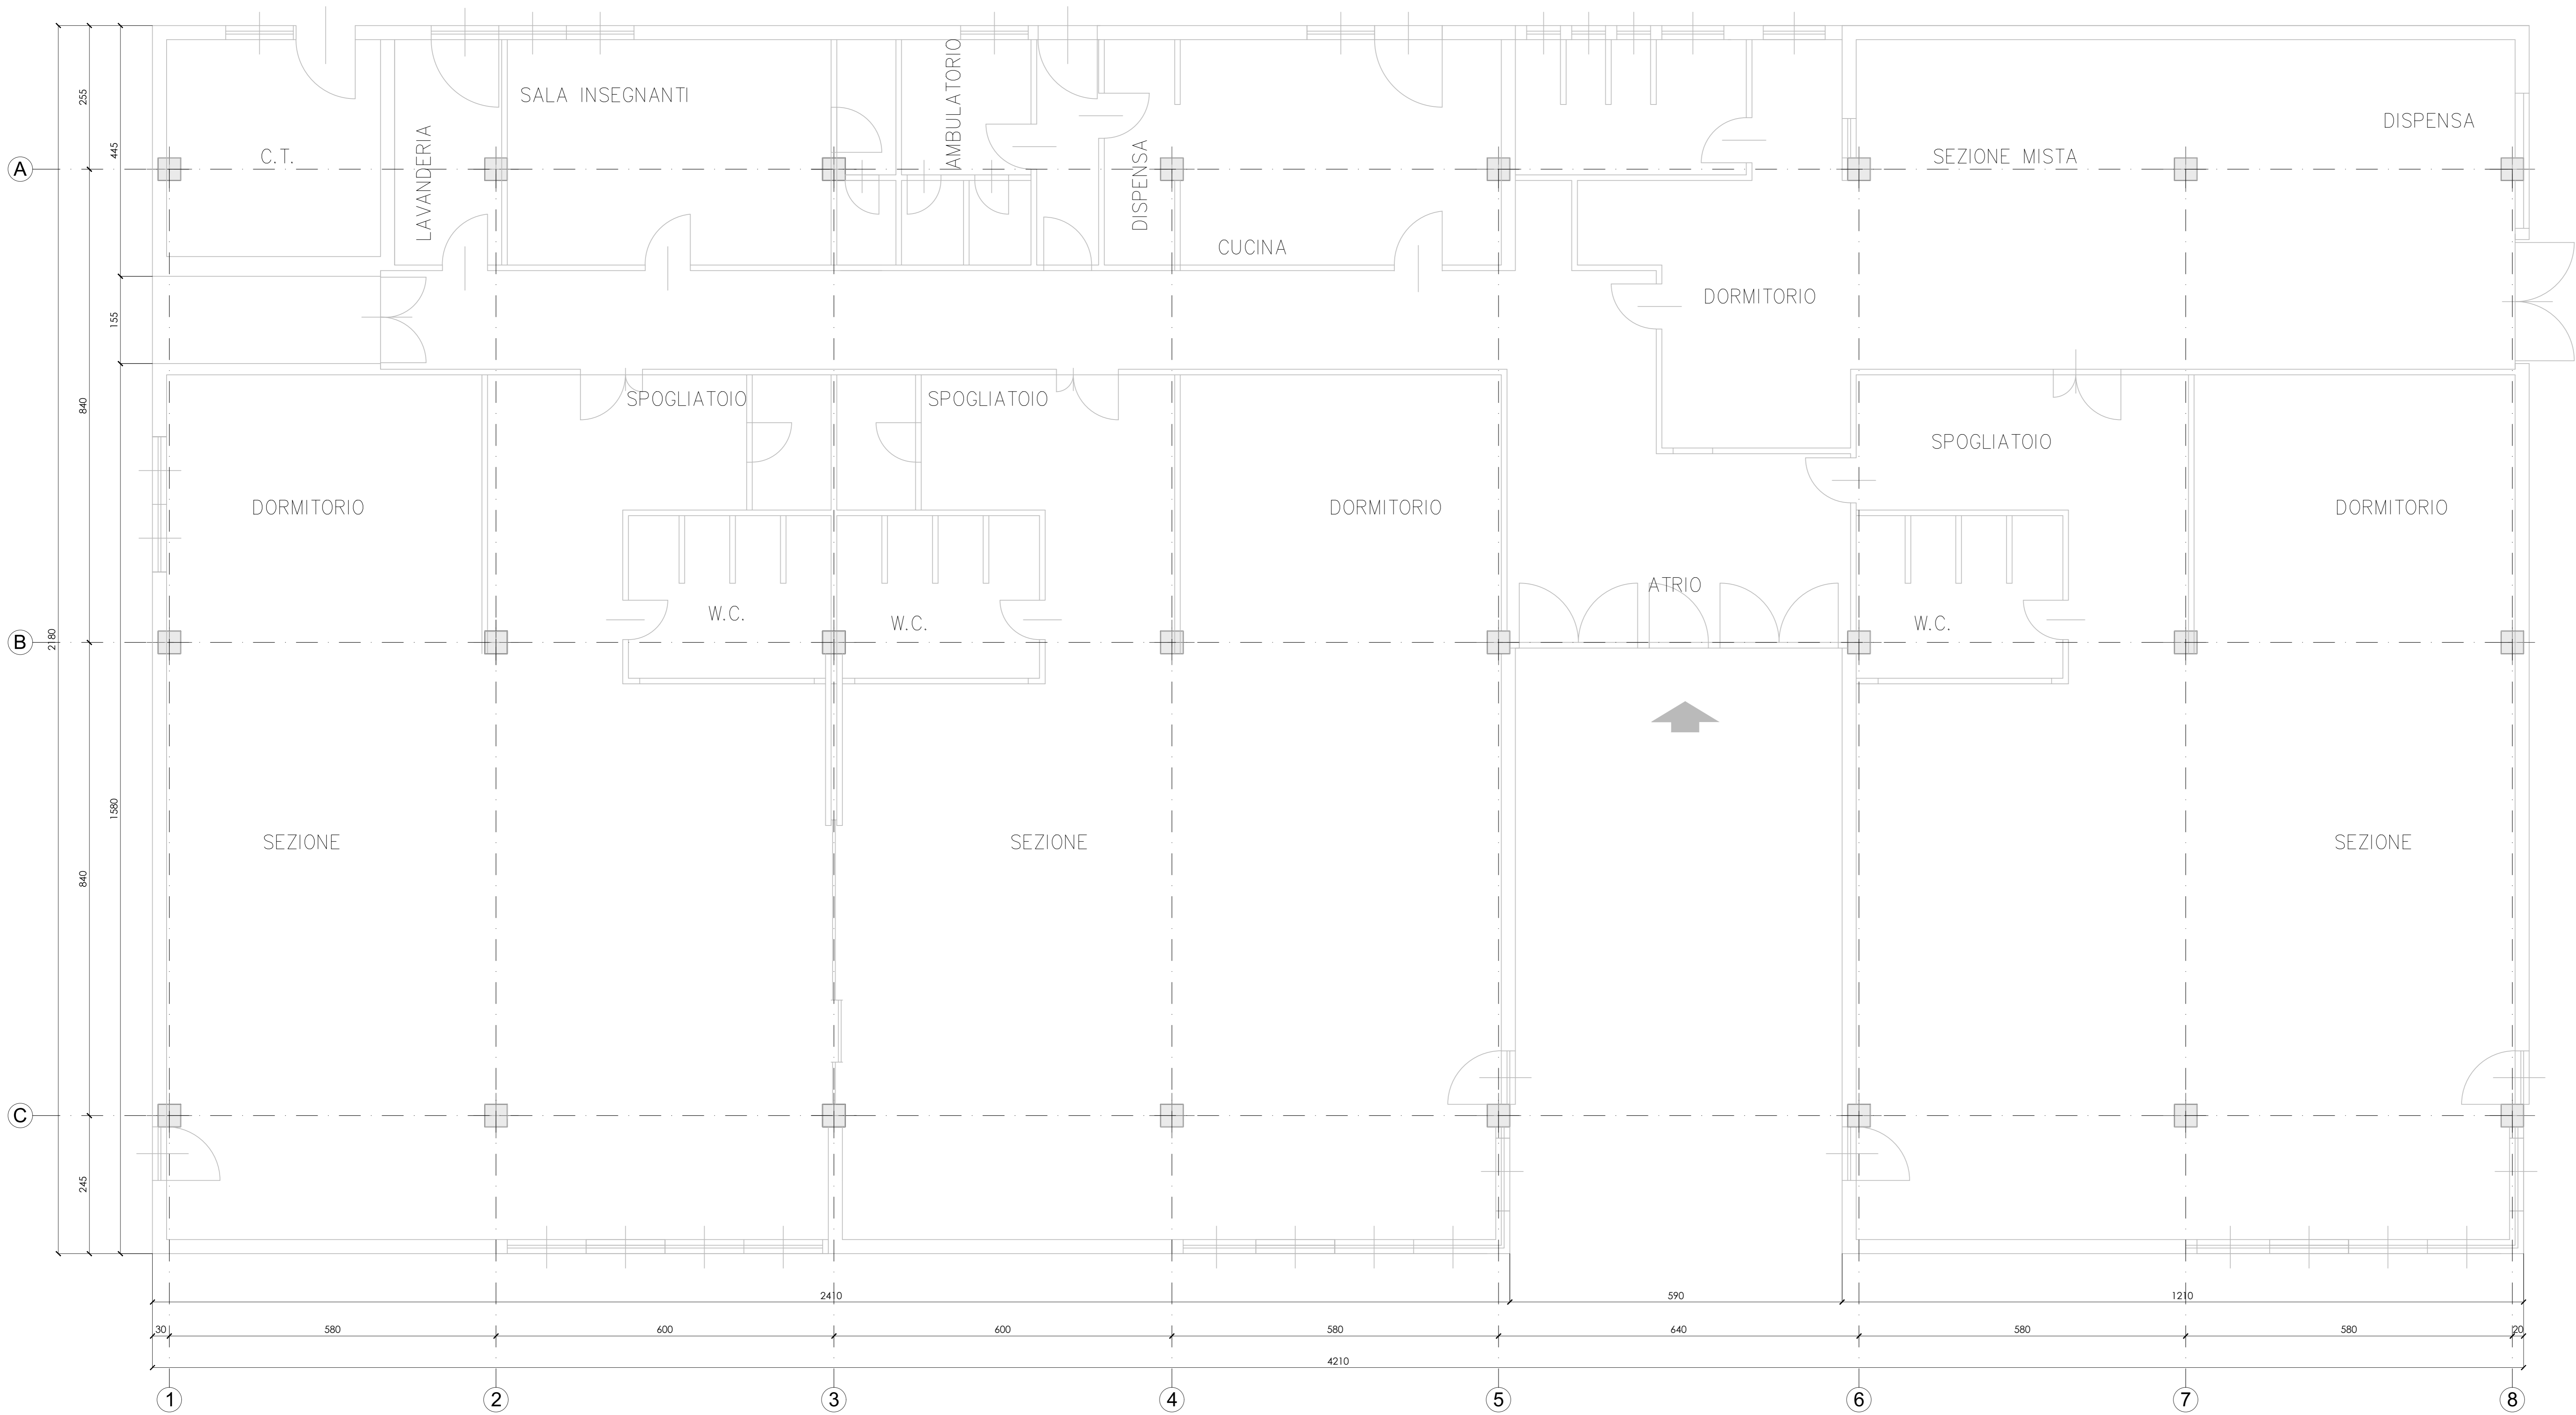 255
445
SALA INSEGNANTI
AMBULATORIO
LAVANDERIA
C.T.
DISPENSA
DISPENSA
SEZIONE MISTA
A
CUCINA
155
DORMITORIO
840
SPOGLIATOIO
SPOGLIATOIO
SPOGLIATOIO
DORMITORIO
DORMITORIO
DORMITORIO
ATRIO
W.C.
W.C.
W.C.
B
2180
1580
SEZIONE
SEZIONE
SEZIONE
840
C
245
2410
590
1210
30
580
600
600
580
640
580
580
20
4210
1
2
3
4
5
6
7
8